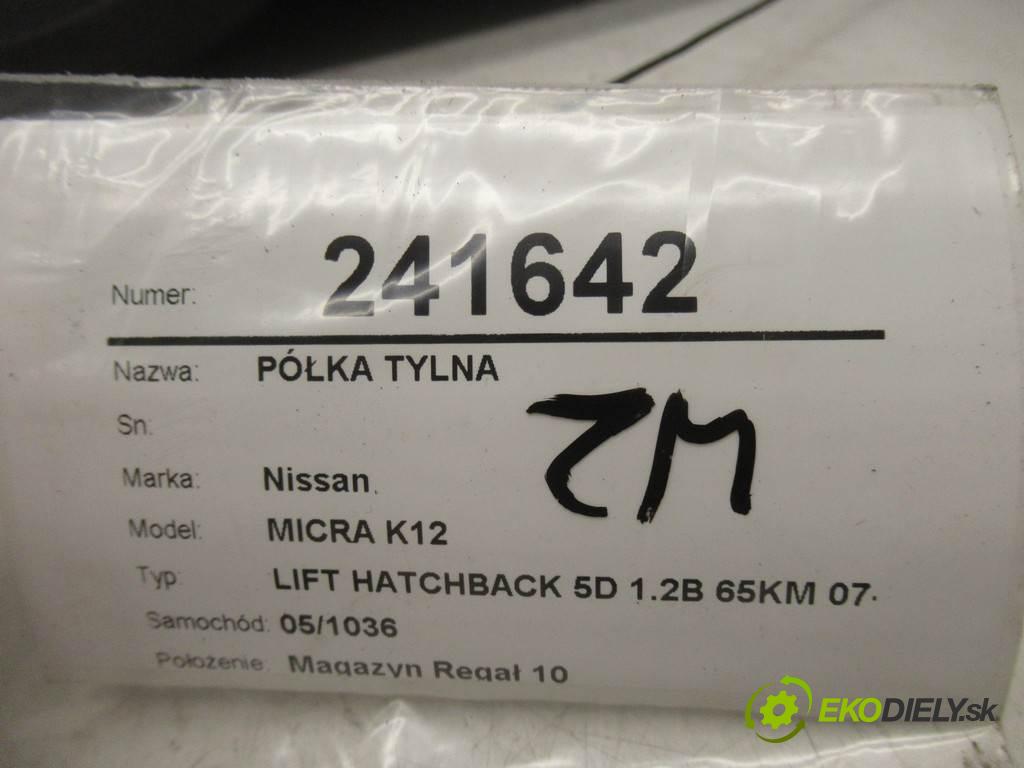 Numer: 241642
Nazwa: PÓŁKA TYLNA
Sn:
ZM
Marka: Nissan
Model: MICRA K12
Typ: LIFT HATCHBACK 5D 1.2B 65KM 07-
Samochód: 05/1036
Położenie: Magazyn Regał 10
EKODIELY.sk